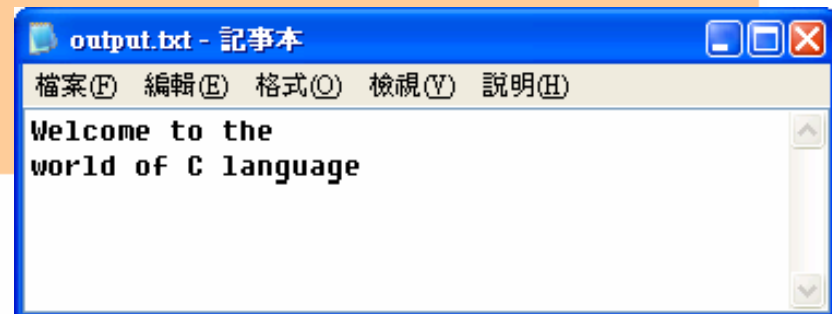 output.txt - 記事本
檔案(F) 編輯(E) 格式(O) 檢視(V) 說明(H)
Welcome to the
world of C language